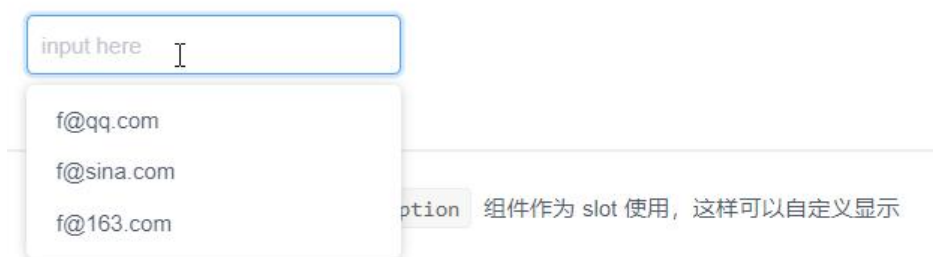 input here
f@qq.com
f@sina.com
ption 组件作为 slot 使用，这样可以自定义显示
f@163.com